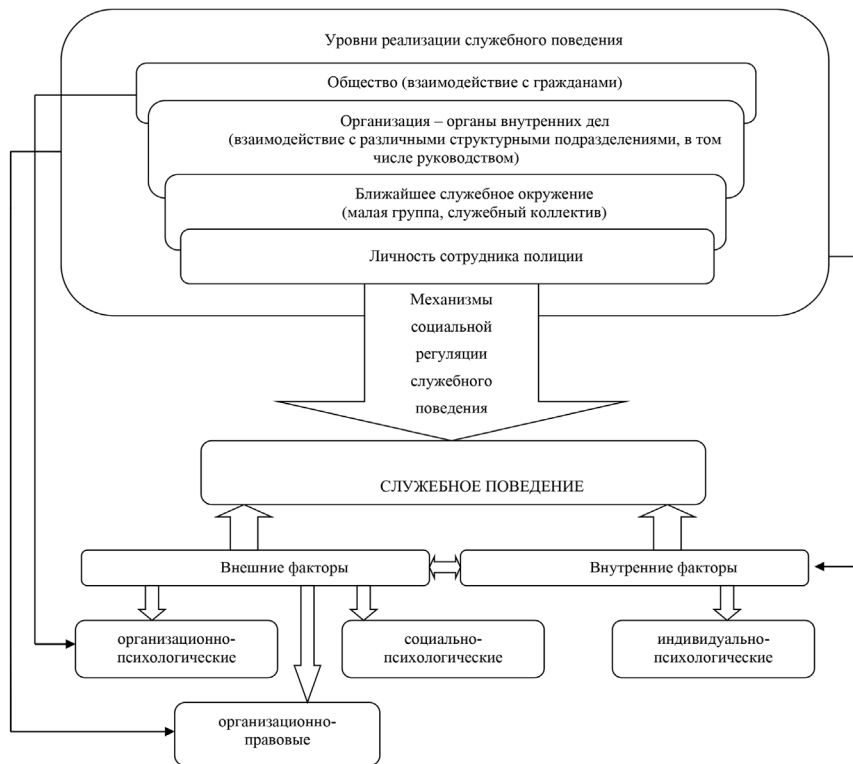 Уровни реализации служебного поведения
Общество (взаимодействие с гражданами)
Организация – органы внутренних дел
(взаимодействие с различными структурными подразделениями, в том
числе руководством)
Ближайшее служебное окружение
(малая группа, служебный коллектив)
Личность сотрудника полиции
Механизмы
социальной
регуляции
служебного
поведения
СЛУЖЕБНОЕ ПОВЕДЕНИЕ
Внешние факторы
Внутренние факторы
организационно-
психологические
социально-
психологические
индивидуально-
психологические
организационно-
правовые